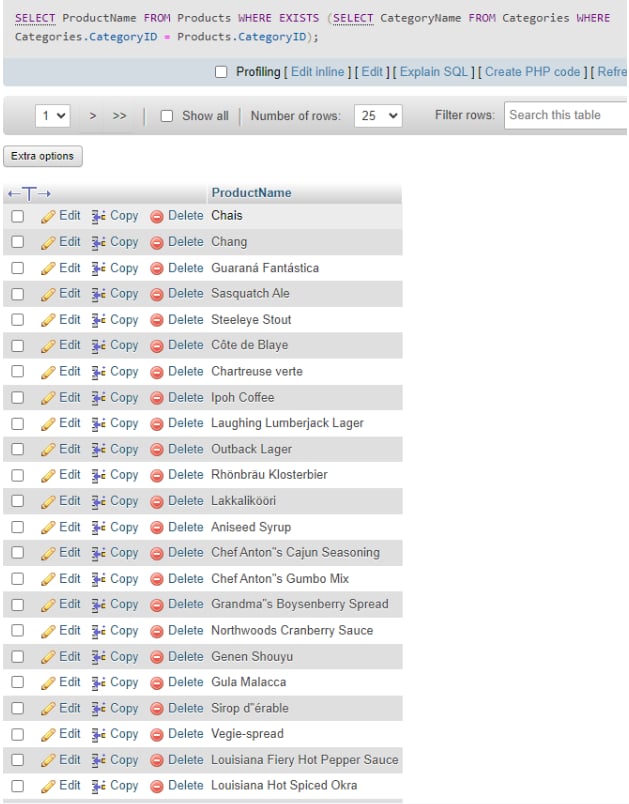 SELECT ProductName FROM Products WHERE EXISTS (SELECT CategoryName FROM Categories WHERE
Categories.CategoryID = Products.CategoryID);
Profiling [ Edit inline ] [ Edit ] [ Explain SQL ] [ Create PHP code ] [ Refre
1 > >> Show all Number of rows: 25 Filter rows: Search this table
Extra options
←T→ ProductName
Edit Copy Delete Chais
Edit Copy Delete Chang
Edit Copy Delete Guaraná Fantástica
Edit Copy Delete Sasquatch Ale
Edit Copy Delete Steeleye Stout
Edit Copy Delete Côte de Blaye
Edit Copy Delete Chartreuse verte
Edit Copy Delete Ipoh Coffee
Edit Copy Delete Laughing Lumberjack Lager
Edit Copy Delete Outback Lager
Edit Copy Delete Rhönbräu Klosterbier
Edit Copy Delete Lakkalikööri
Edit Copy Delete Aniseed Syrup
Edit Copy Delete Chef Anton"s Cajun Seasoning
Edit Copy Delete Chef Anton"s Gumbo Mix
Edit Copy Delete Grandma"s Boysenberry Spread
Edit Copy Delete Northwoods Cranberry Sauce
Edit Copy Delete Genen Shouyu
Edit Copy Delete Gula Malacca
Edit Copy Delete Sirop d"érable
Edit Copy Delete Vegie-spread
Edit Copy Delete Louisiana Fiery Hot Pepper Sauce
Edit Copy Delete Louisiana Hot Spiced Okra